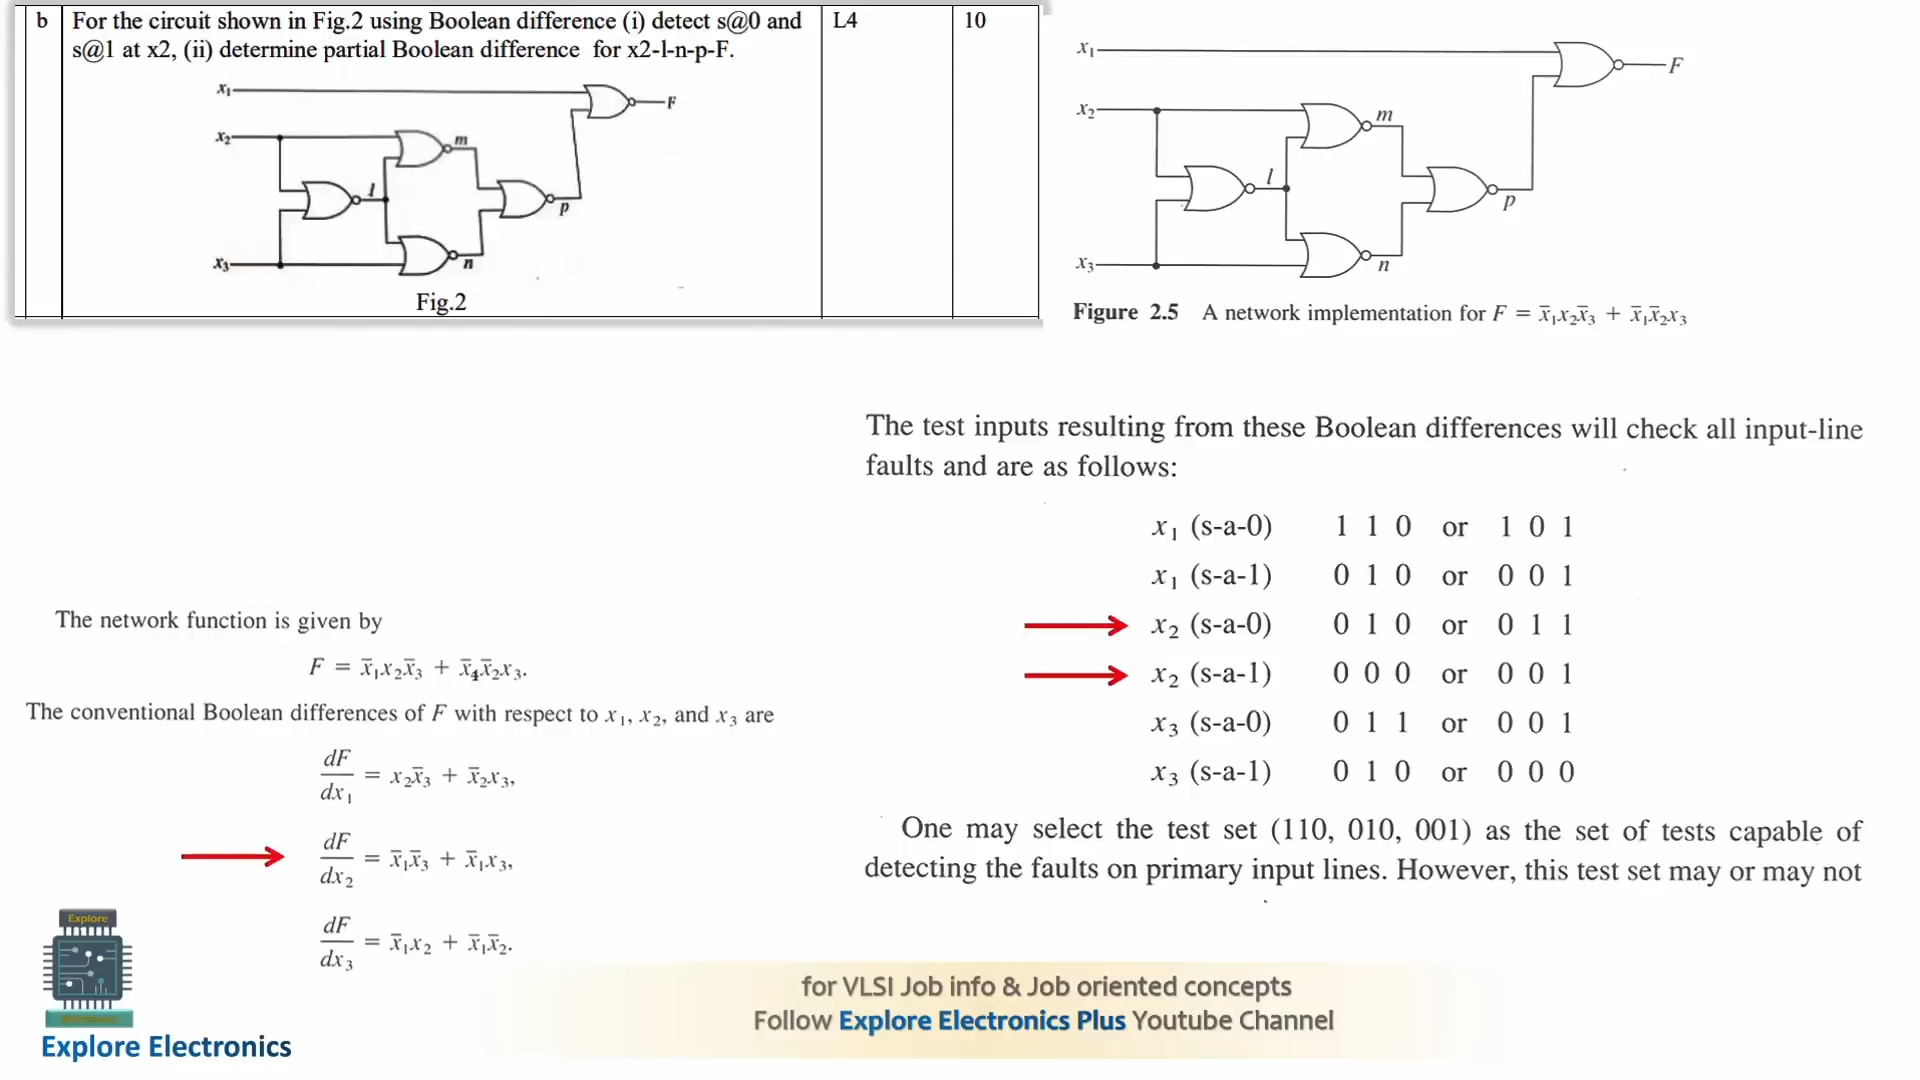 b For the circuit shown in Fig.2 using Boolean difference (i) detect s@0 and L4 10
s@1 at x2, (ii) determine partial Boolean difference for x2-l-n-p-F.
x₁ F
x₂ m
l
p
x₃ n
Fig.2
x₁ F
x₂ m
l
p
x₃ n
Figure 2.5 A network implementation for F = x̄₁x₂x̄₃ + x̄₁x̄₂x₃
The test inputs resulting from these Boolean differences will check all input-line
faults and are as follows:
x₁ (s-a-0) 1 1 0 or 1 0 1
x₁ (s-a-1) 0 1 0 or 0 0 1
x₂ (s-a-0) 0 1 0 or 0 1 1
x₂ (s-a-1) 0 0 0 or 0 0 1
x₃ (s-a-0) 0 1 1 or 0 0 1
x₃ (s-a-1) 0 1 0 or 0 0 0
One may select the test set (110, 010, 001) as the set of tests capable of
detecting the faults on primary input lines. However, this test set may or may not
The network function is given by
F = x̄₁x₂x̄₃ + x̄₄x̄₂x₃.
The conventional Boolean differences of F with respect to x₁, x₂, and x₃ are
dF/dx₁ = x₂x̄₃ + x̄₂x₃,
dF/dx₂ = x̄₁x̄₃ + x̄₁x₃,
dF/dx₃ = x̄₁x₂ + x̄₁x̄₂.
Explore
Explore Electronics
for VLSI Job info & Job oriented concepts
Follow Explore Electronics Plus Youtube Channel